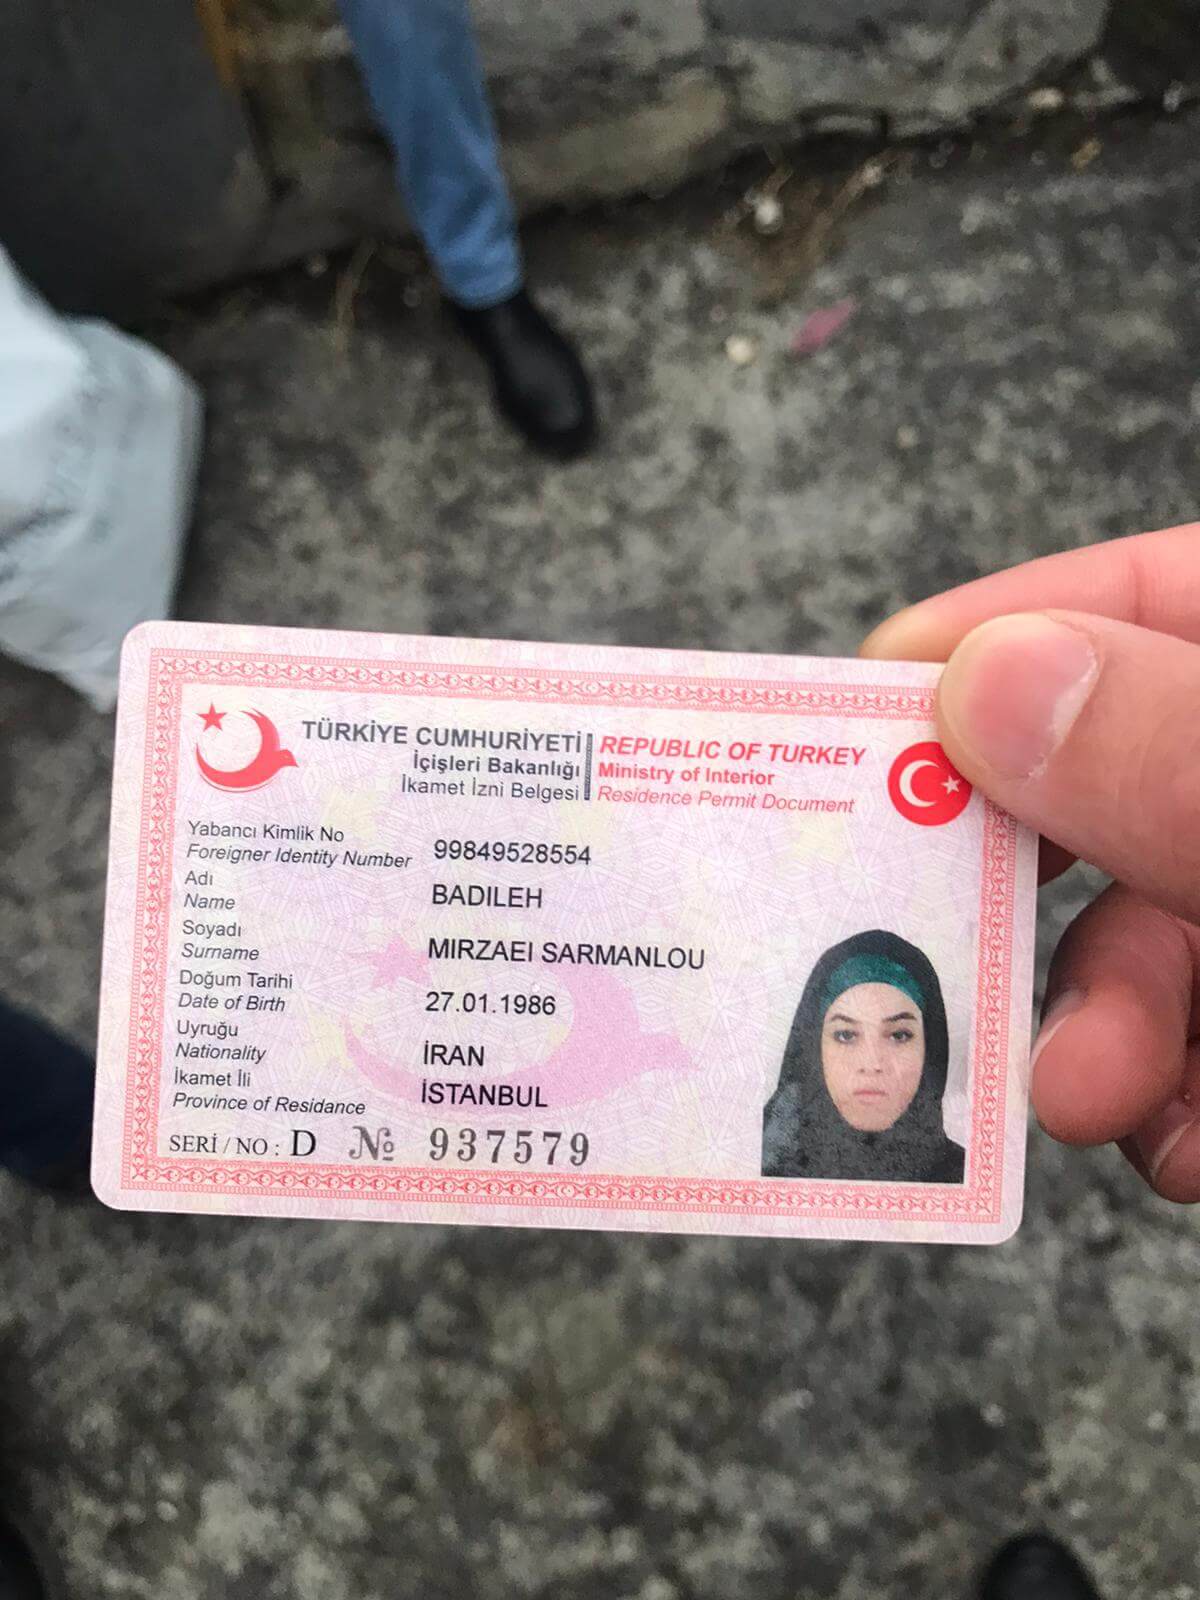 TÜRKİYE CUMHURİYETİ
İçişleri Bakanlığı
İkamet İzni Belgesi
REPUBLIC OF TURKEY
Ministry of Interior
Residence Permit Document
Yabancı Kimlik No
Foreigner Identity Number 99849528554
Adı
Name BADILEH
Soyadı
Surname MIRZAEI SARMANLOU
Doğum Tarihi
Date of Birth 27.01.1986
Uyruğu
Nationality İRAN
İkamet İli
Province of Residance İSTANBUL
SERİ / NO : D № 937579